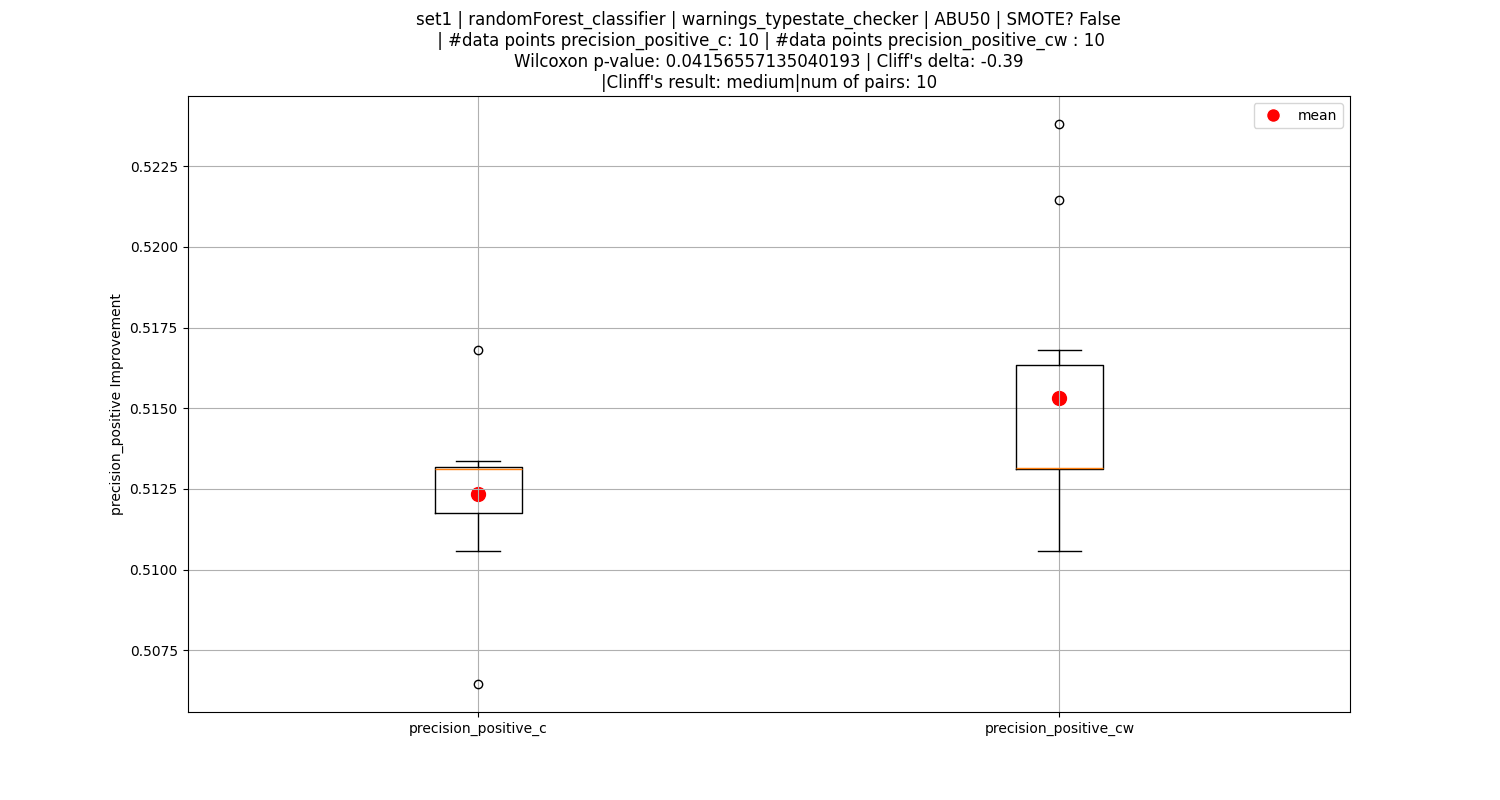 set1 | randomForest_classifier | warnings_typestate_checker | ABU50 | SMOTE? False
| #data points precision_positive_c: 10 | #data points precision_positive_cw : 10
Wilcoxon p-value: 0.04156557135040193 | Cliff's delta: -0.39
|Clinff's result: medium|num of pairs: 10
mean
0.5225
0.5200
0.5175
0.5150
0.5125
0.5100
0.5075
precision_positive Improvement
precision_positive_c
precision_positive_cw